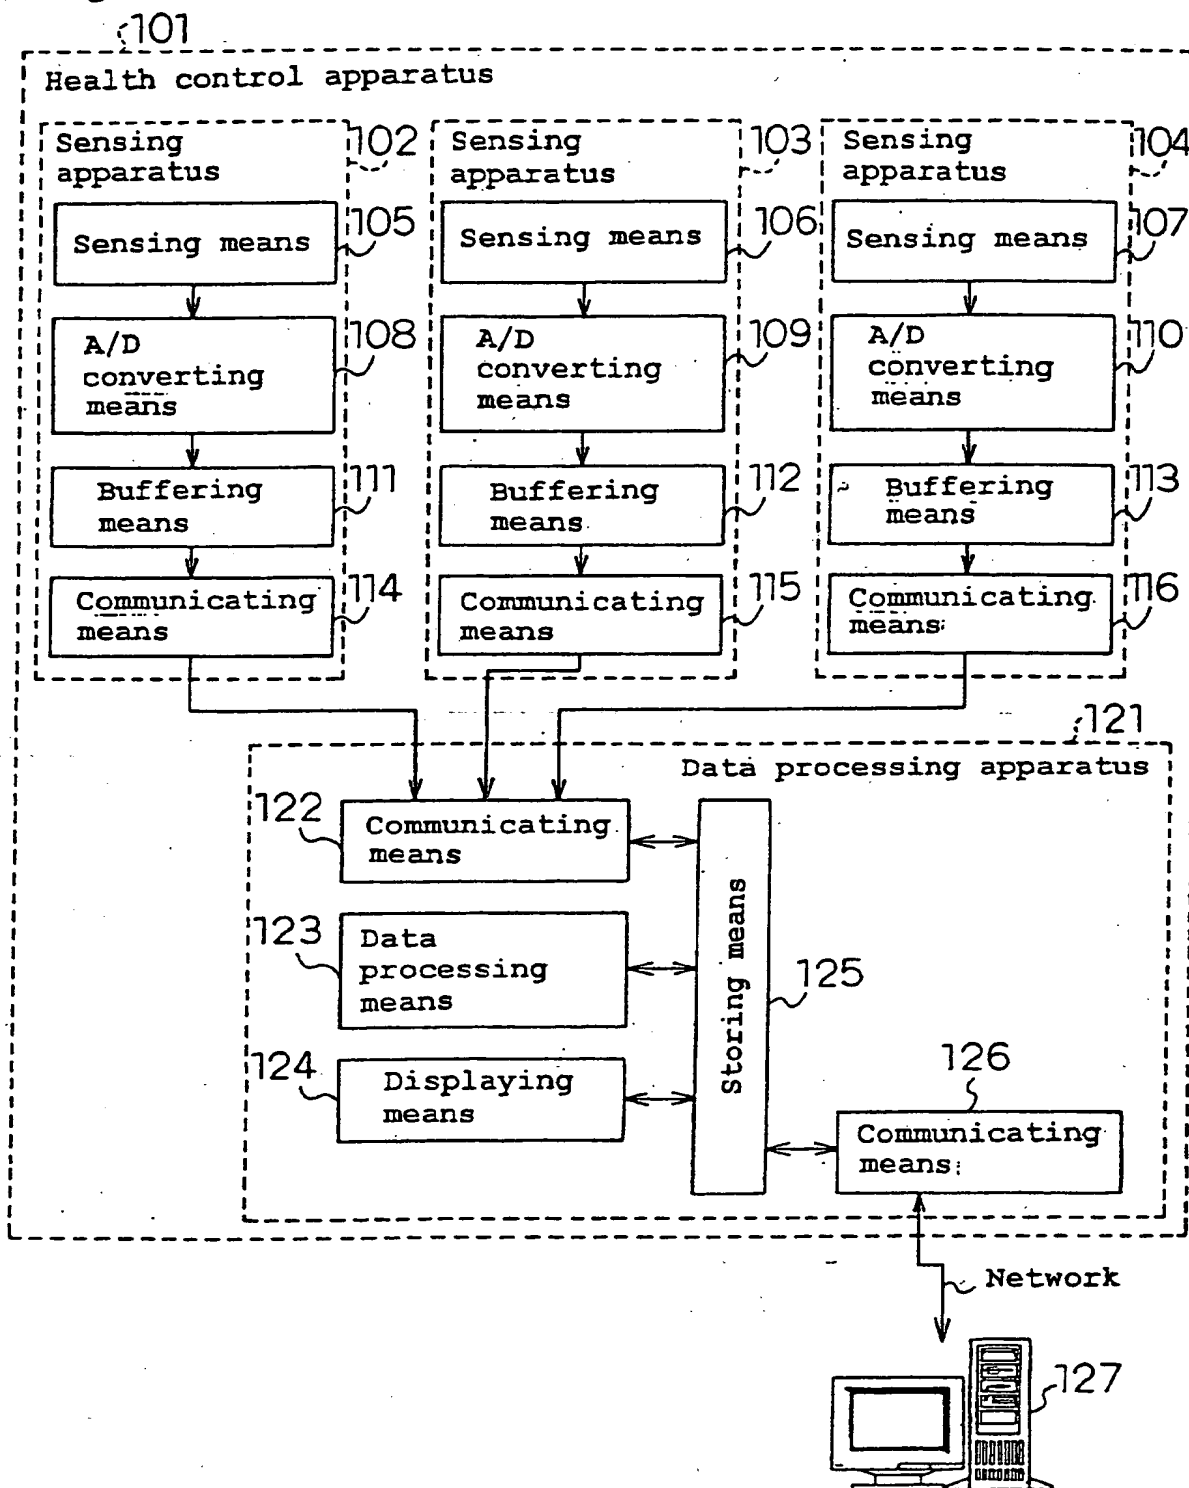 101
Health control apparatus
Sensing
apparatus
102
Sensing means
105
A/D
converting
means
108
Buffering
means
111
Communicating
means
114
Sensing
apparatus
103
Sensing means
106
A/D
converting
means
109
Buffering
means
112
Communicating
means
115
Sensing
apparatus
104
Sensing means
107
A/D
converting
means
110
Buffering
means
113
Communicating
means
116
121
Data processing apparatus
122
Communicating
means
123
Data
processing
means
124
Displaying
means
Storing means
125
126
Communicating
means
Network
127